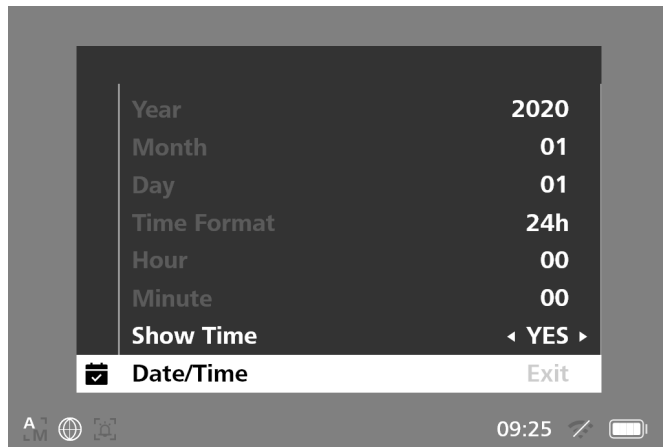 Year 2020
Month 01
Day 01
Time Format 24h
Hour 00
Minute 00
Show Time YES
Date/Time Exit
A M 09:25